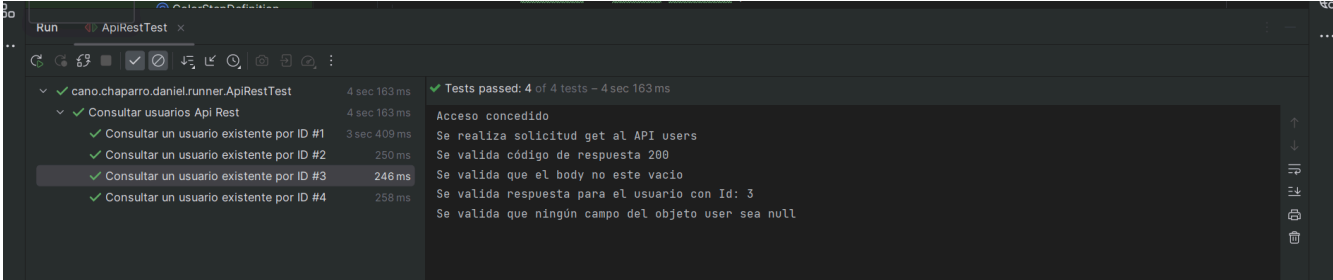 ColorStepDefinition
Run ApiRestTest ×
cano.chaparro.daniel.runner.ApiRestTest 4 sec 163 ms
Consultar usuarios Api Rest 4 sec 163 ms
Consultar un usuario existente por ID #1 3 sec 409 ms
Consultar un usuario existente por ID #2 250 ms
Consultar un usuario existente por ID #3 246 ms
Consultar un usuario existente por ID #4 258 ms
Tests passed: 4 of 4 tests – 4 sec 163 ms
Acceso concedido
Se realiza solicitud get al API users
Se valida código de respuesta 200
Se valida que el body no este vacio
Se valida respuesta para el usuario con Id: 3
Se valida que ningún campo del objeto user sea null